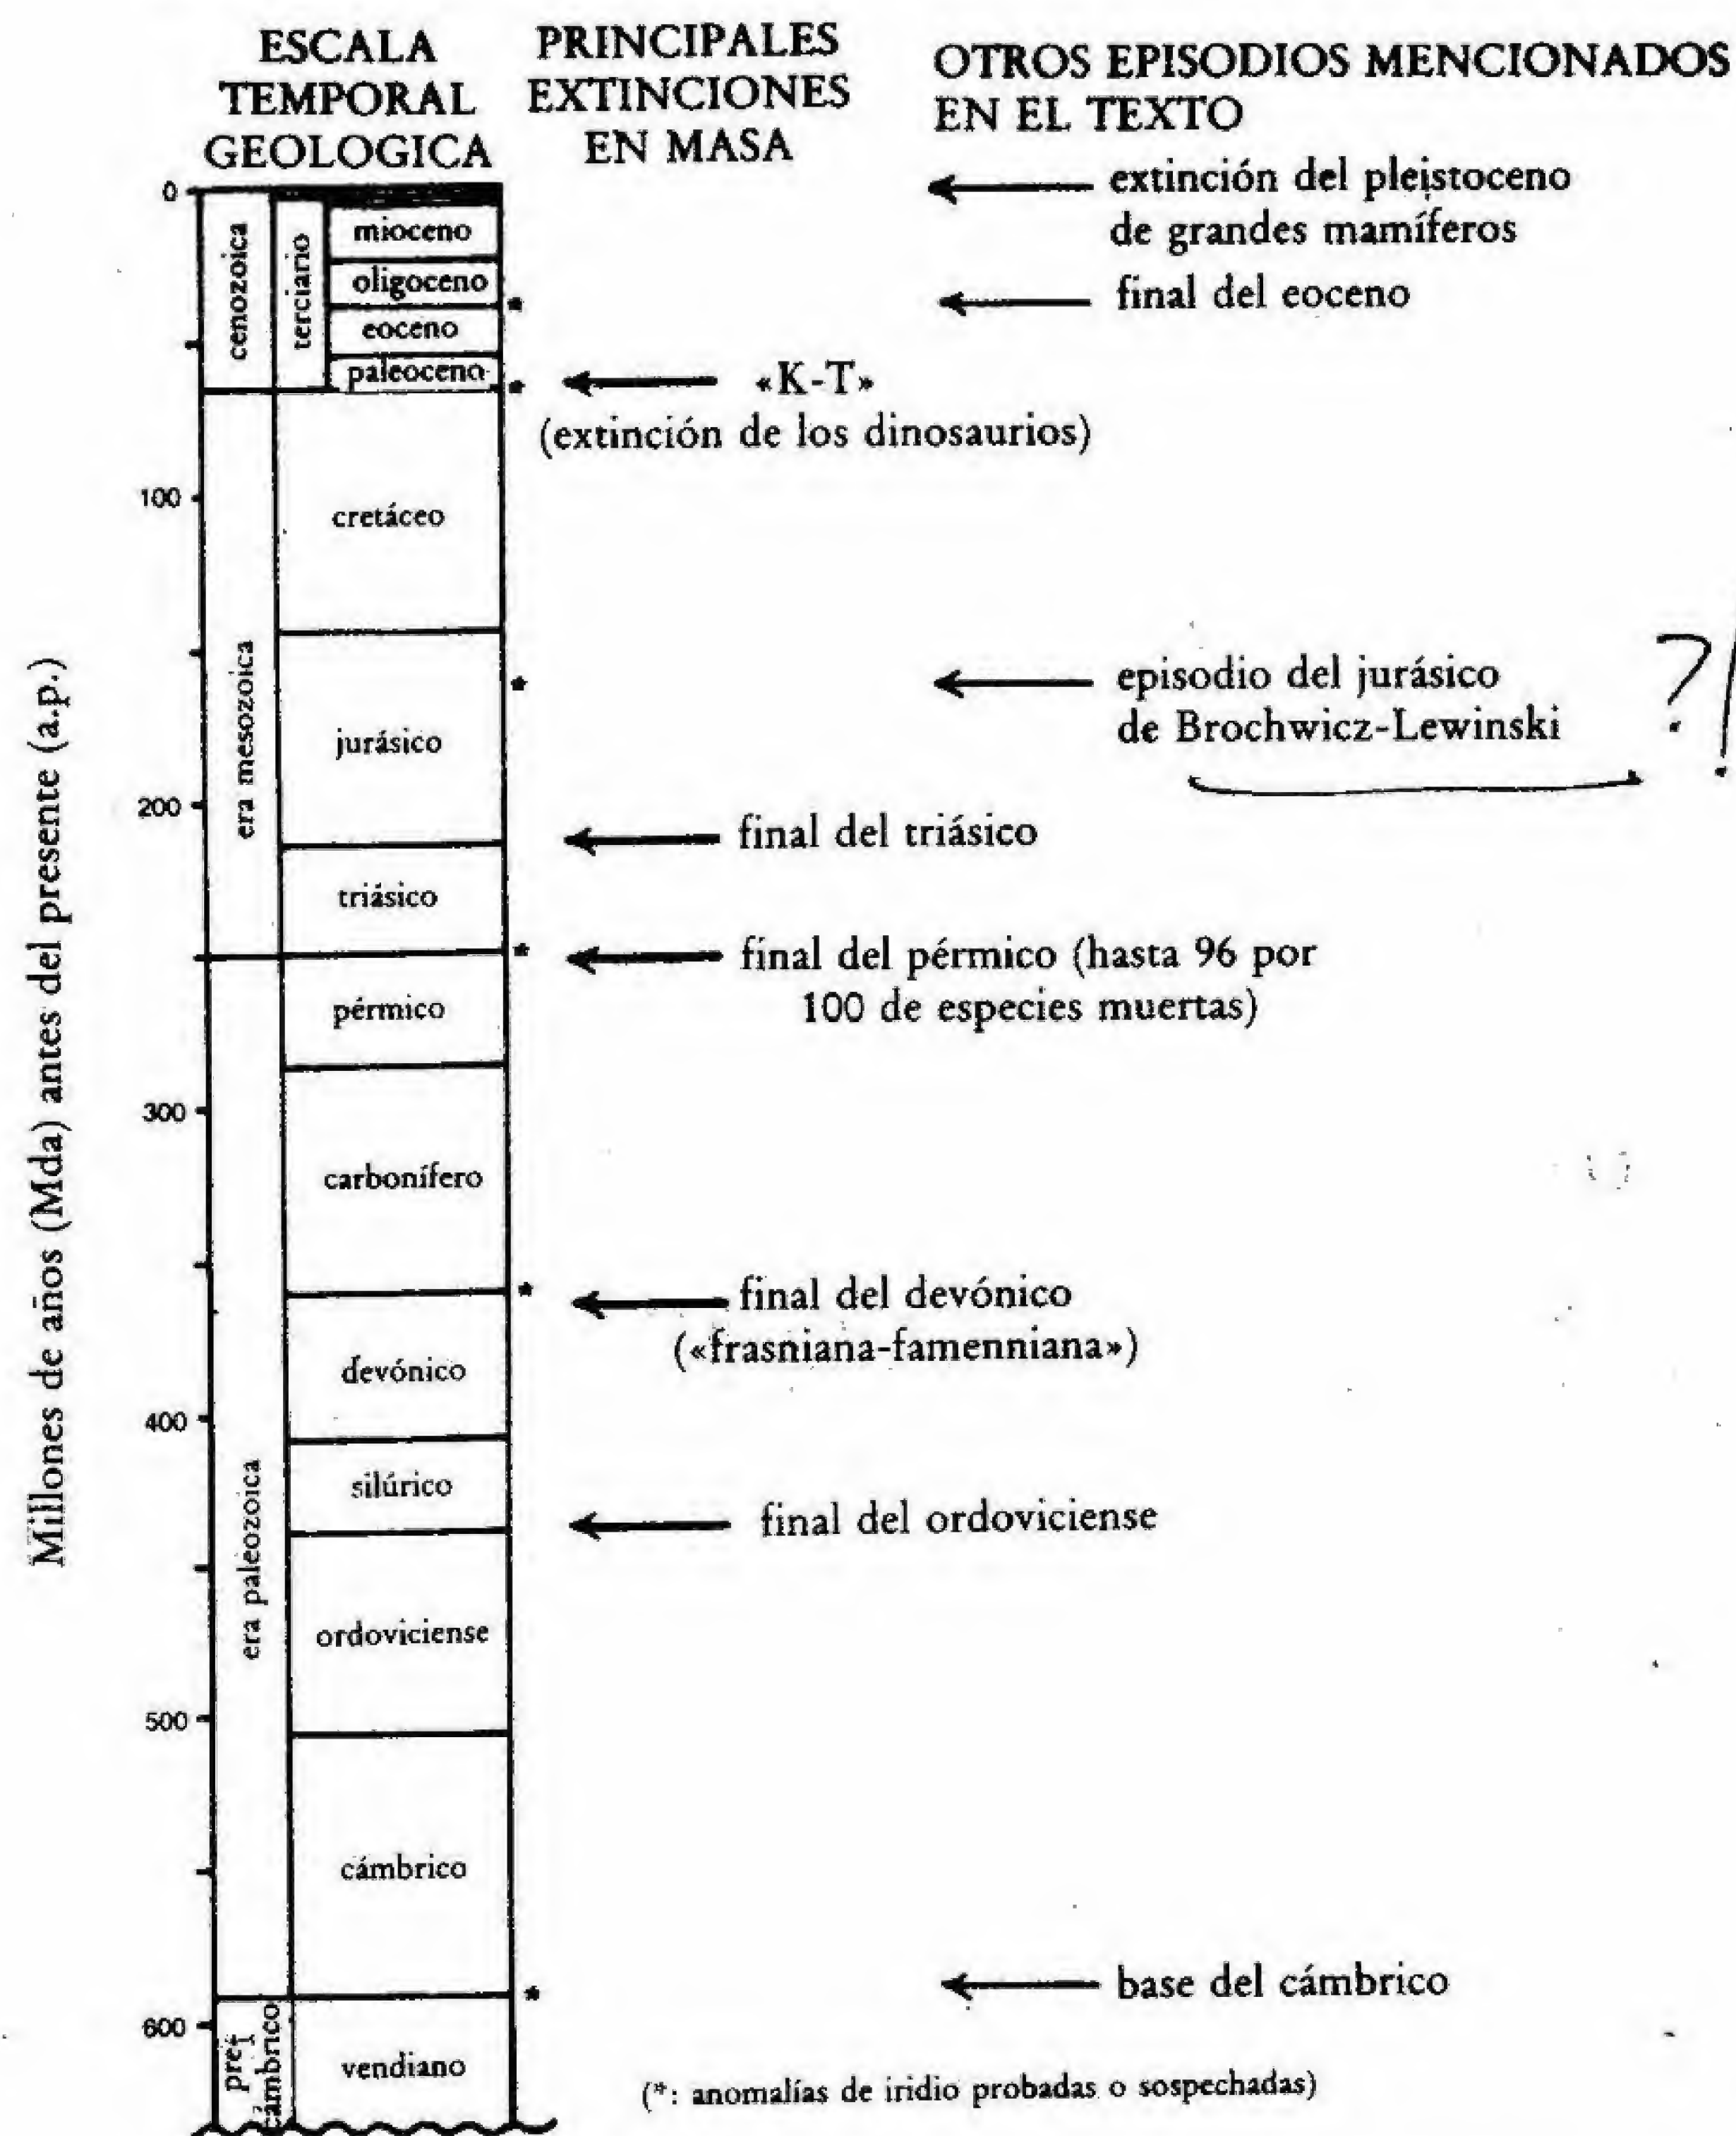 ESCALA
TEMPORAL
GEOLOGICA
PRINCIPALES
EXTINCIONES
EN MASA
OTROS EPISODIOS MENCIONADOS
EN EL TEXTO
Millones de años (Mda) antes del presente (a.p.)
0
100
200
300
400
500
600
cenozoica
terciario
era mesozoica
era paleozoica
pre
cámbrico
mioceno
oligoceno
*
eoceno
paleoceno
*
cretáceo
jurásico
*
triásico
*
pérmico
carbonífero
*
devónico
silúrico
ordoviciense
cámbrico
*
vendiano
«K-T»
(extinción de los dinosaurios)
final del triásico
final del pérmico (hasta 96 por
100 de especies muertas)
final del devónico
(«frasniana-famenniana»)
final del ordoviciense
extinción del pleistoceno
de grandes mamíferos
final del eoceno
episodio del jurásico
de Brochwicz-Lewinski
?!
base del cámbrico
(*: anomalías de iridio probadas o sospechadas)